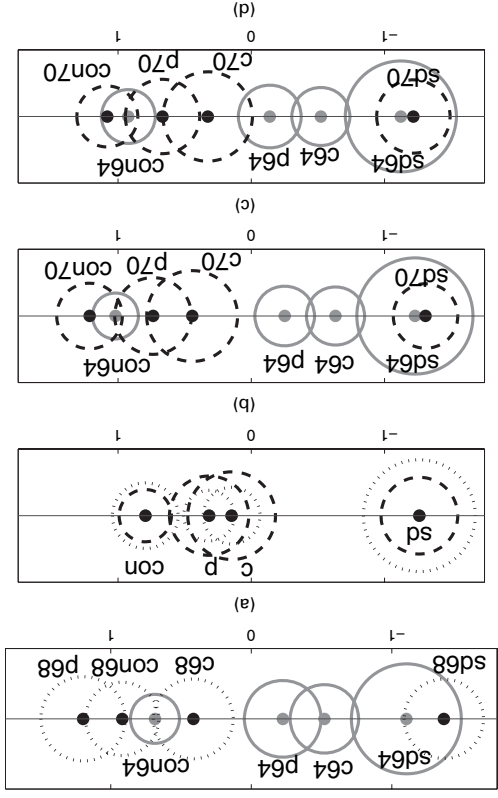 sd64 c64 p64 con64
sd68 c68 con68 p68
−1 0 1
(a)
c p con
sd
−1 0 1
(b)
sd64 c64 p64 con64
sd70 c70 p70 con70
−1 0 1
(c)
sd64 c64 p64 con64
sd70 c70 p70 con70
−1 0 1
(d)